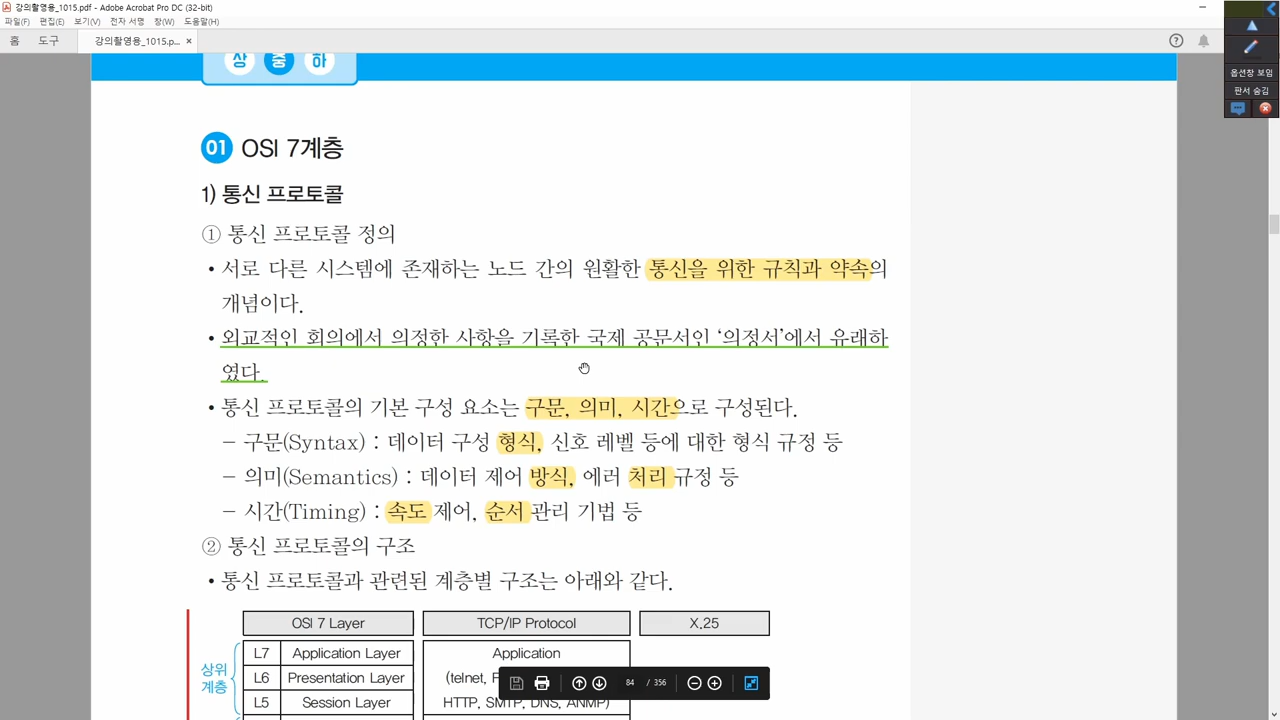 강의촬영용_1015.pdf - Adobe Acrobat Pro DC (32-bit)
파일(F) 편집(E) 보기(V) 전자 서명 창(W) 도움말(H)
홈 도구 강의촬영용_1015.p... ×
옵션창 보임
판서 숨김
상 중 하
01 OSI 7계층
1) 통신 프로토콜
① 통신 프로토콜 정의
• 서로 다른 시스템에 존재하는 노드 간의 원활한 통신을 위한 규칙과 약속의
개념이다.
• 외교적인 회의에서 의정한 사항을 기록한 국제 공문서인 ‘의정서’에서 유래하
였다.
• 통신 프로토콜의 기본 구성 요소는 구문, 의미, 시간으로 구성된다.
– 구문(Syntax) : 데이터 구성 형식, 신호 레벨 등에 대한 형식 규정 등
– 의미(Semantics) : 데이터 제어 방식, 에러 처리 규정 등
– 시간(Timing) : 속도 제어, 순서 관리 기법 등
② 통신 프로토콜의 구조
• 통신 프로토콜과 관련된 계층별 구조는 아래와 같다.
OSI 7 Layer TCP/IP Protocol X.25
상위
계층
L7 Application Layer Application
L6 Presentation Layer (telnet,
L5 Session Layer HTTP, SMTP, DNS, ANMP)
84 / 356